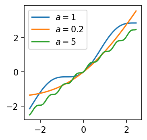 a = 1
a = 0.2
a = 5
2
0
−2
−2
0
2